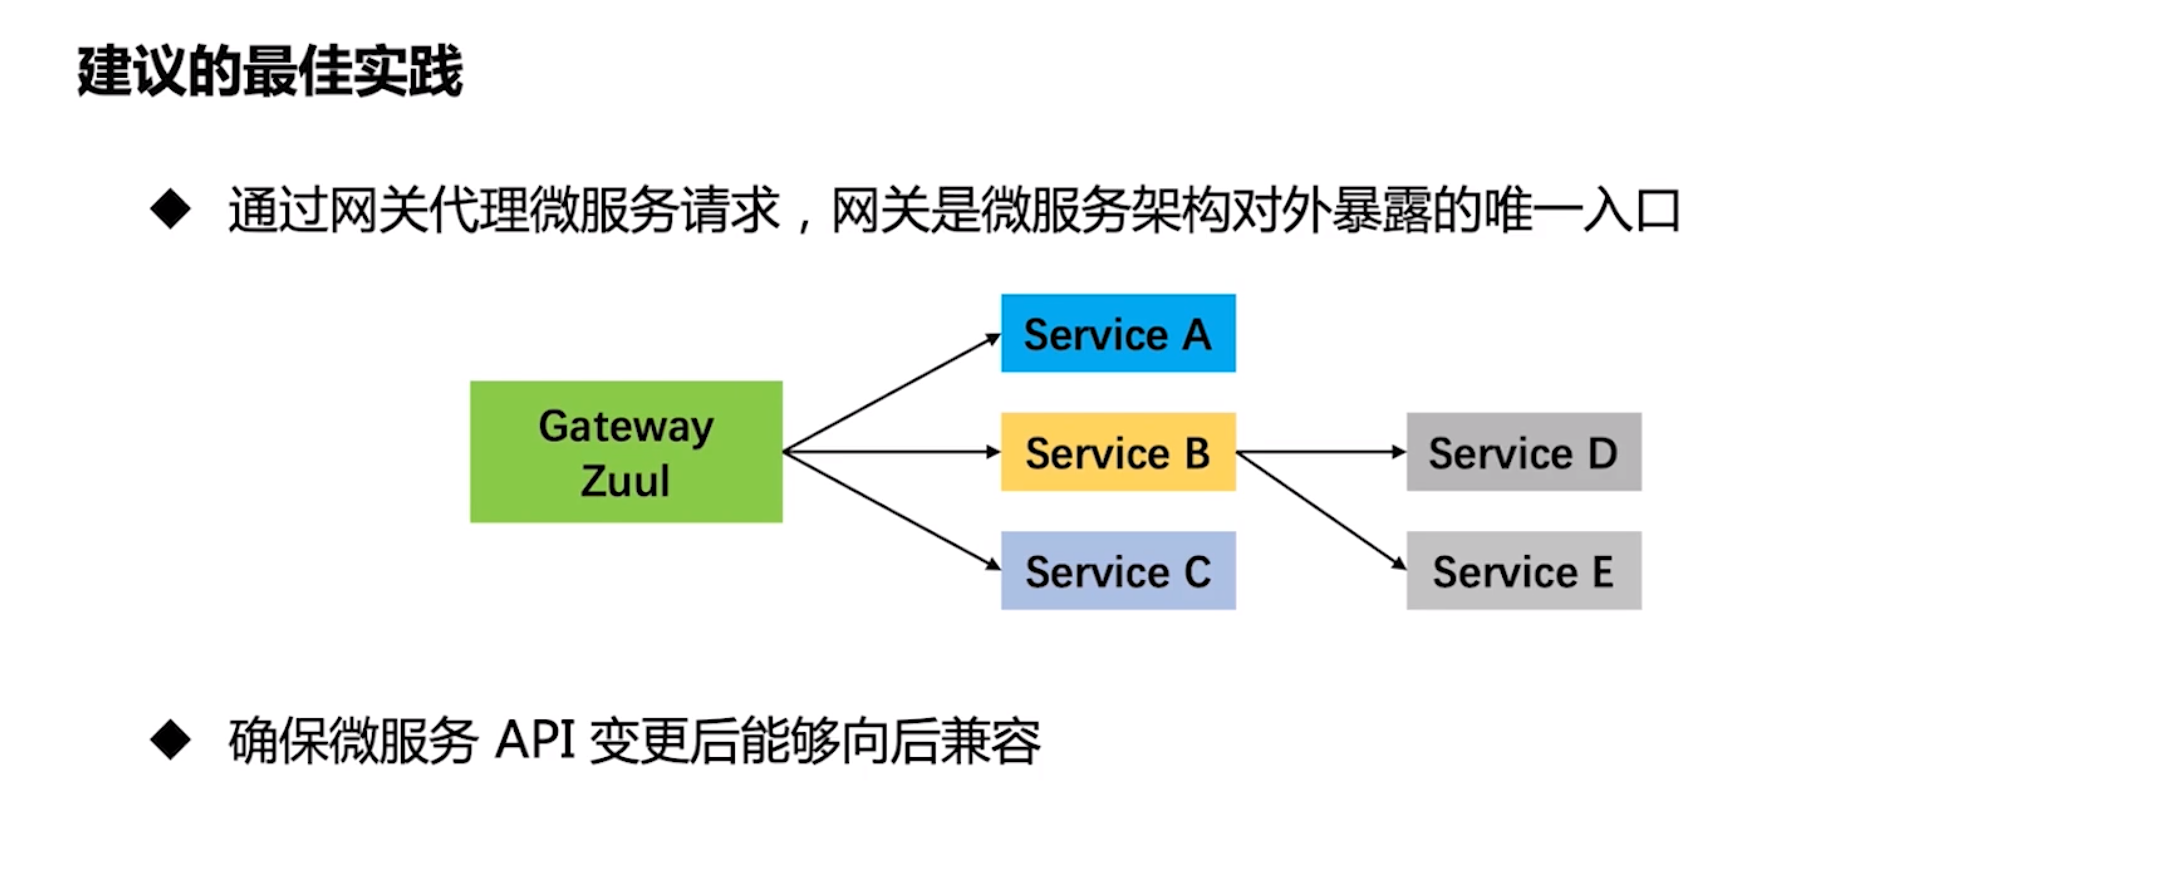 建议的最佳实践
通过网关代理微服务请求，网关是微服务架构对外暴露的唯一入口
Service A
Gateway
Zuul
Service B
Service D
Service C
Service E
确保微服务 API 变更后能够向后兼容